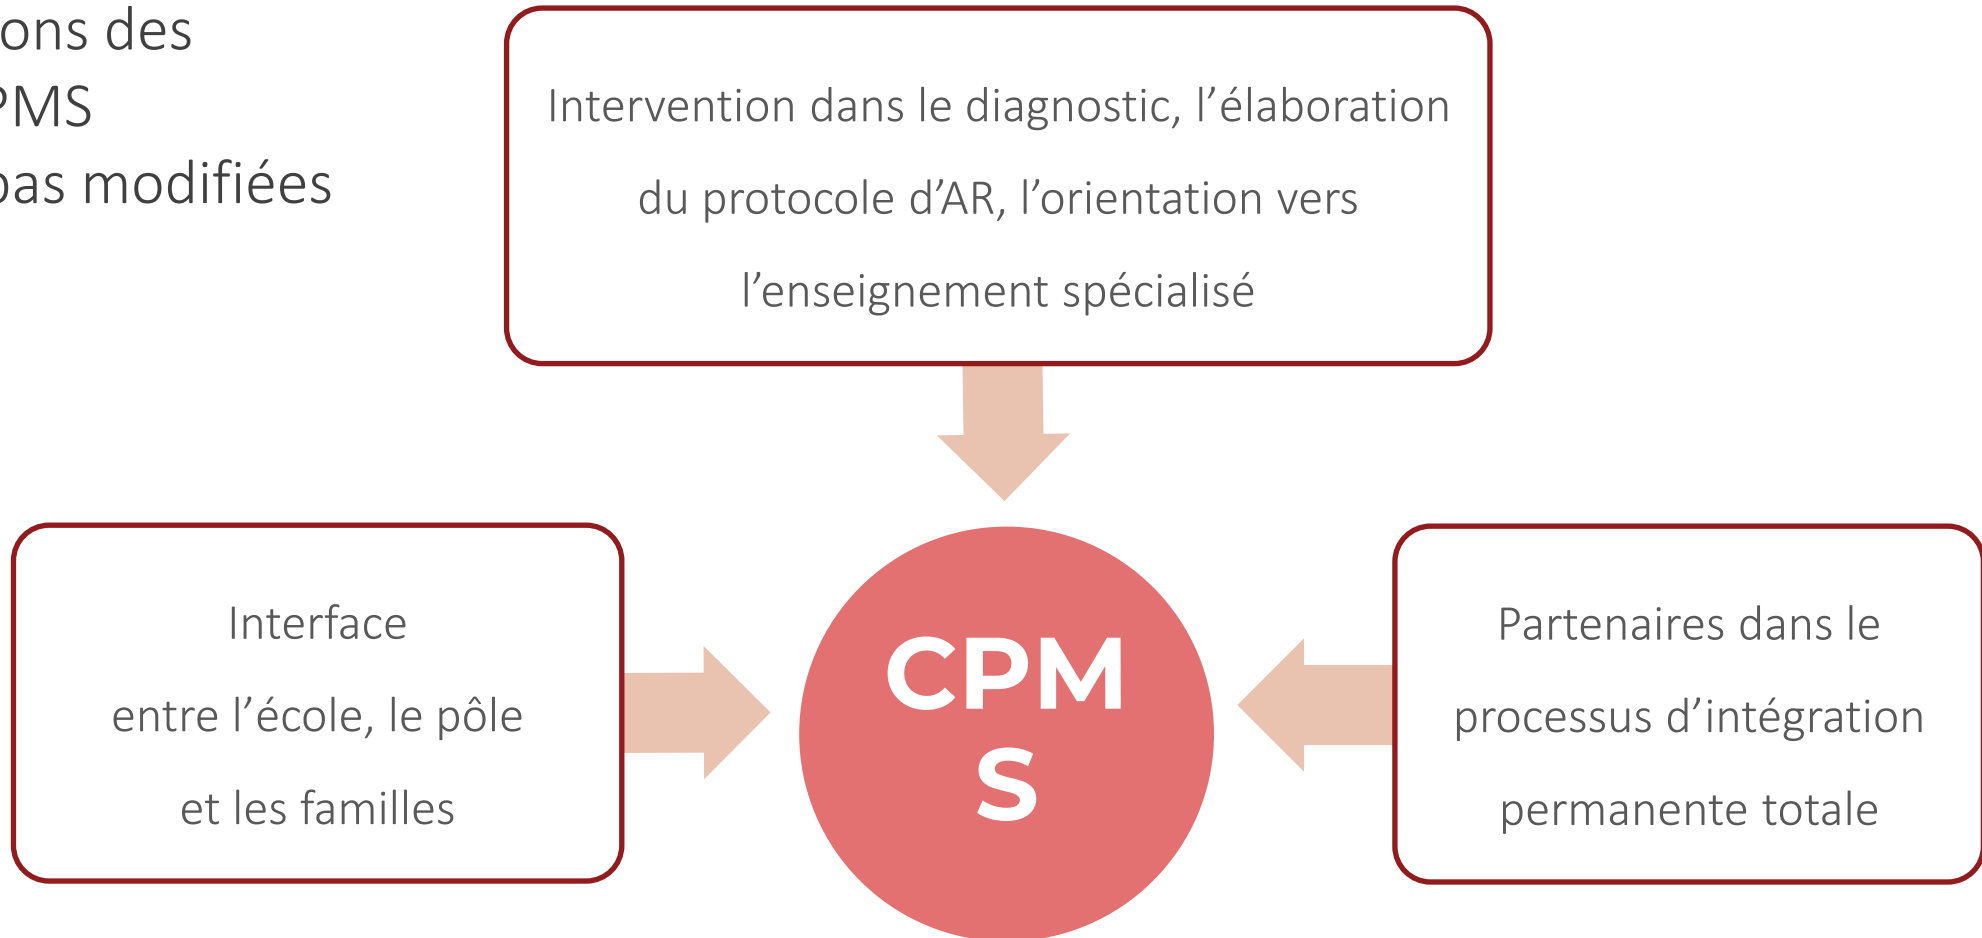 ons des
PMS
pas modifiées
Intervention dans le diagnostic, l’élaboration
du protocole d’AR, l’orientation vers
l’enseignement spécialisé
Interface
entre l’école, le pôle
et les familles
CPM
S
Partenaires dans le
processus d’intégration
permanente totale